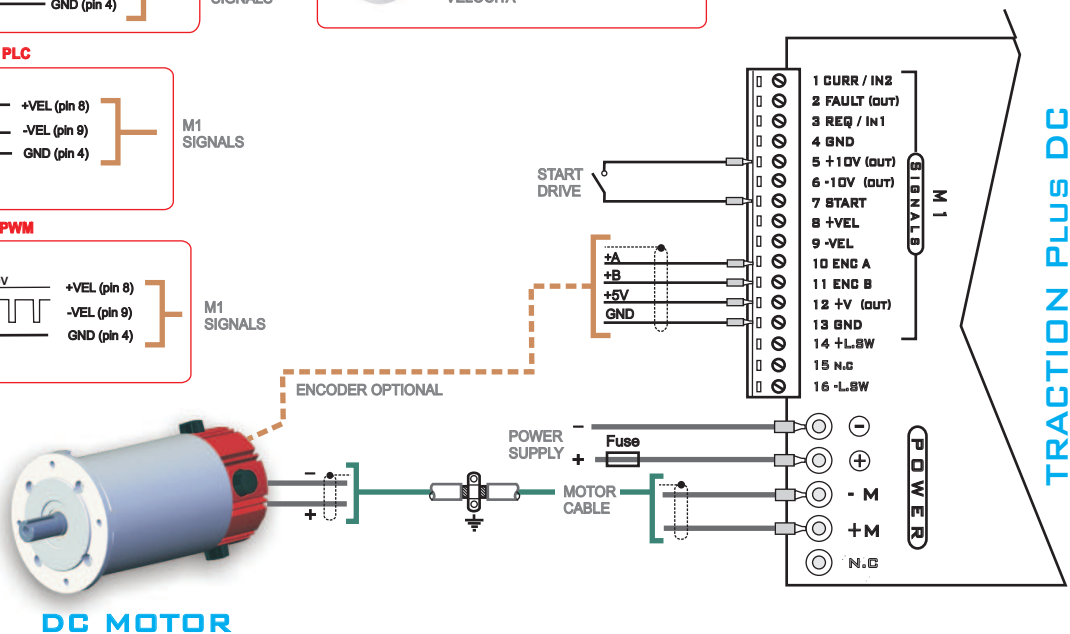 GND (pin 4)
PLC
+VEL (pin 8)
-VEL (pin 9)
GND (pin 4)
M1
SIGNALS
PWM
+VEL (pin 8)
-VEL (pin 9)
GND (pin 4)
M1
SIGNALS
START
DRIVE
+A
+B
+5V
GND
ENCODER OPTIONAL
1 CURR / IN2
2 FAULT (OUT)
3 REQ / IN1
4 GND
5 +10V (OUT)
6 -10V (OUT)
7 START
8 +VEL
9 -VEL
10 ENC A
11 ENC B
12 +V (OUT)
13 GND
14 +L.SW
15 N.C
16 -L.SW
M1
SIGNALS
TRACTION PLUS DC
POWER
SUPPLY
-
+
Fuse
-
+
- M
+M
N.C
POWER
MOTOR
CABLE
-
+
DC MOTOR